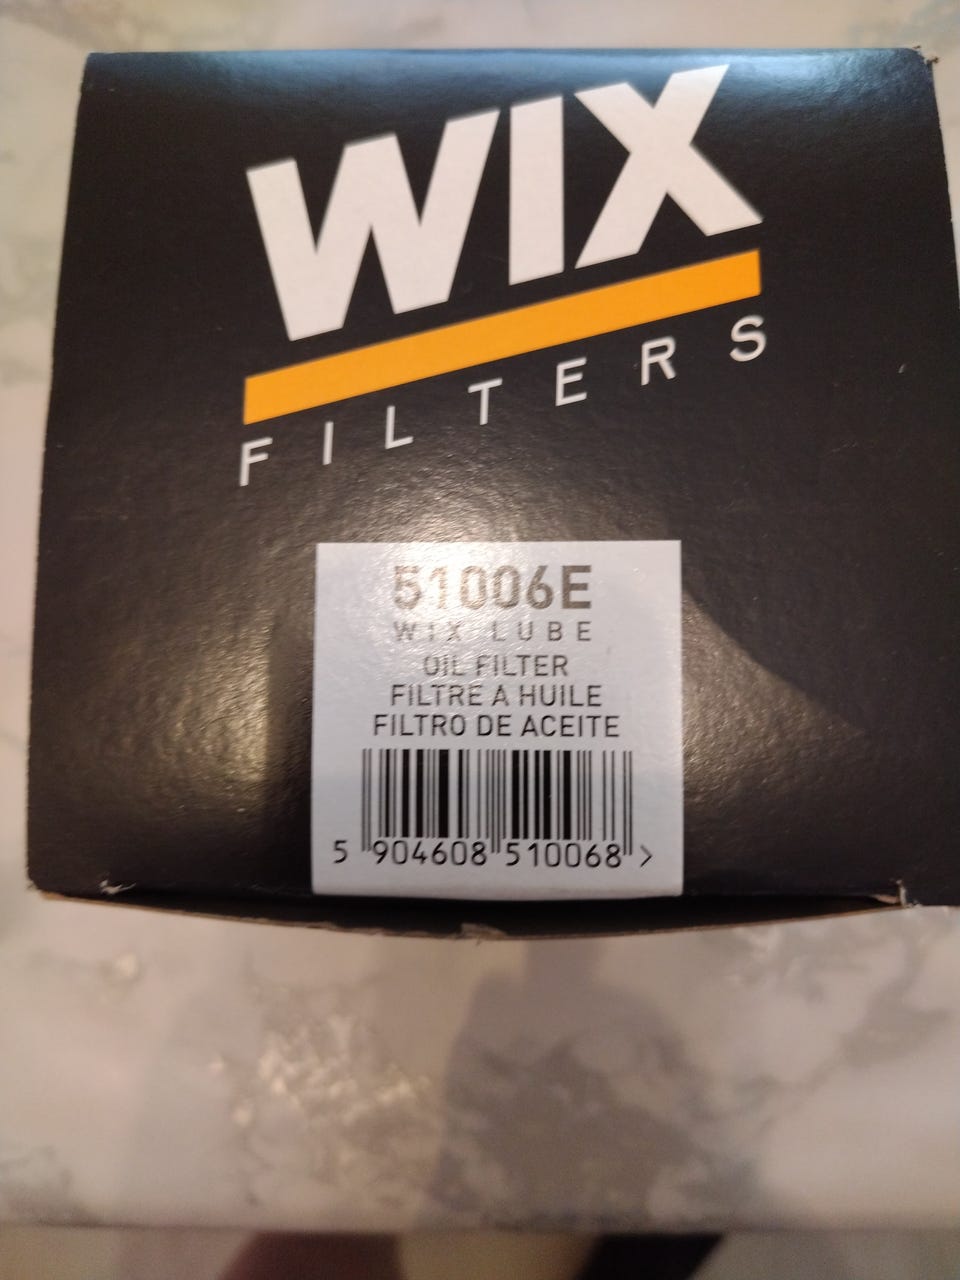 WIX
FILTERS
51006E
WIX LUBE
OIL FILTER
FILTRE A HUILE
FILTRO DE ACEITE
5 904608 510068 >